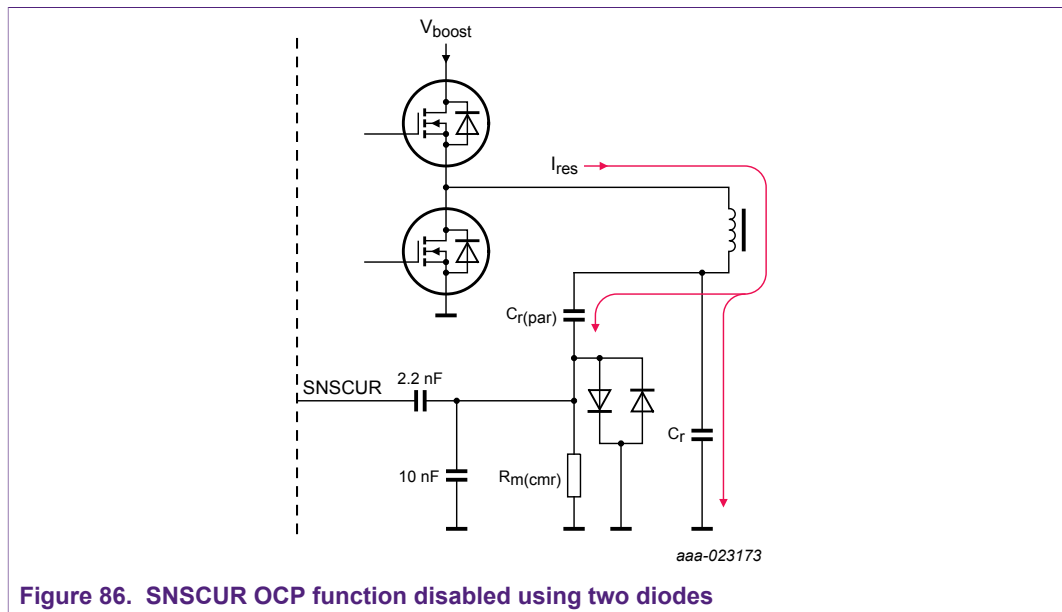 Vboost
Ires
Cr(par)
SNSCUR
2.2 nF
10 nF
Rm(cmr)
Cr
aaa-023173
Figure 86. SNSCUR OCP function disabled using two diodes